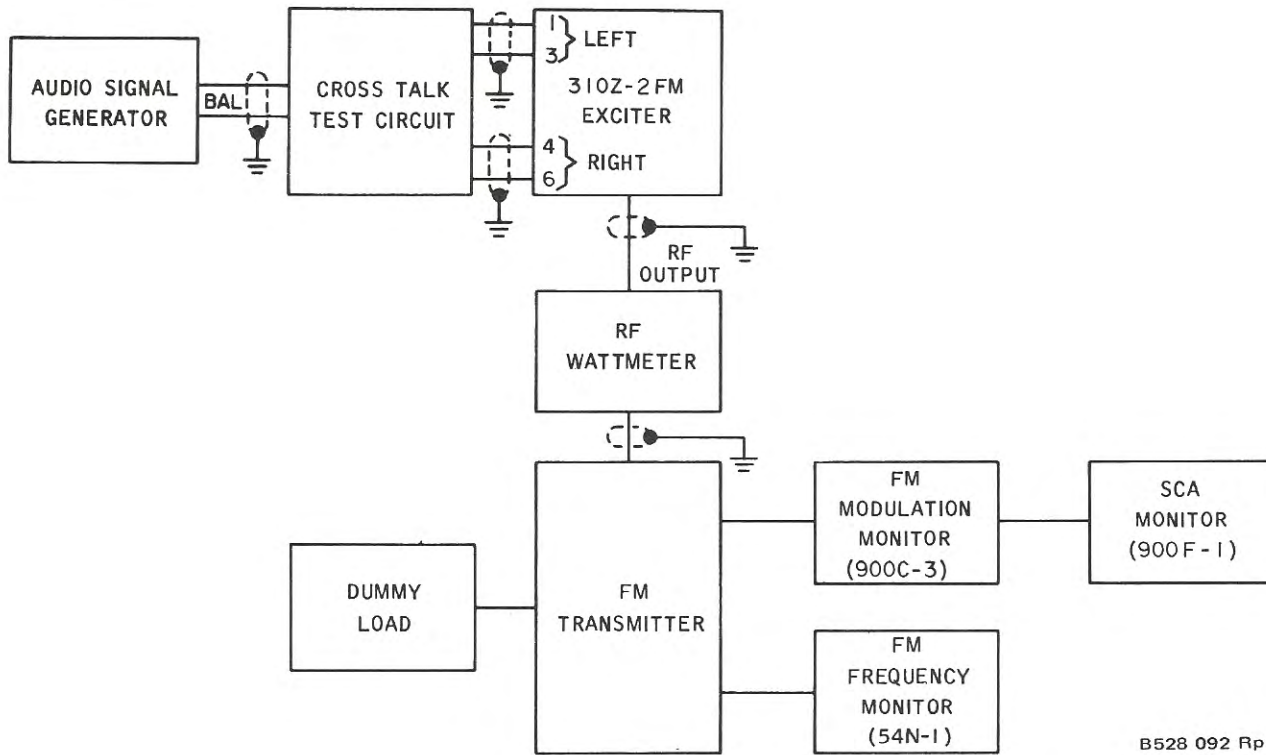 AUDIO SIGNAL
GENERATOR
BAL
CROSS TALK
TEST CIRCUIT
1
3
LEFT
310Z-2 FM
EXCITER
4
6
RIGHT
RF
OUTPUT
RF
WATTMETER
DUMMY
LOAD
FM
TRANSMITTER
FM
MODULATION
MONITOR
(900C-3)
SCA
MONITOR
(900F-1)
FM
FREQUENCY
MONITOR
(54N-1)
B528 092 Rp